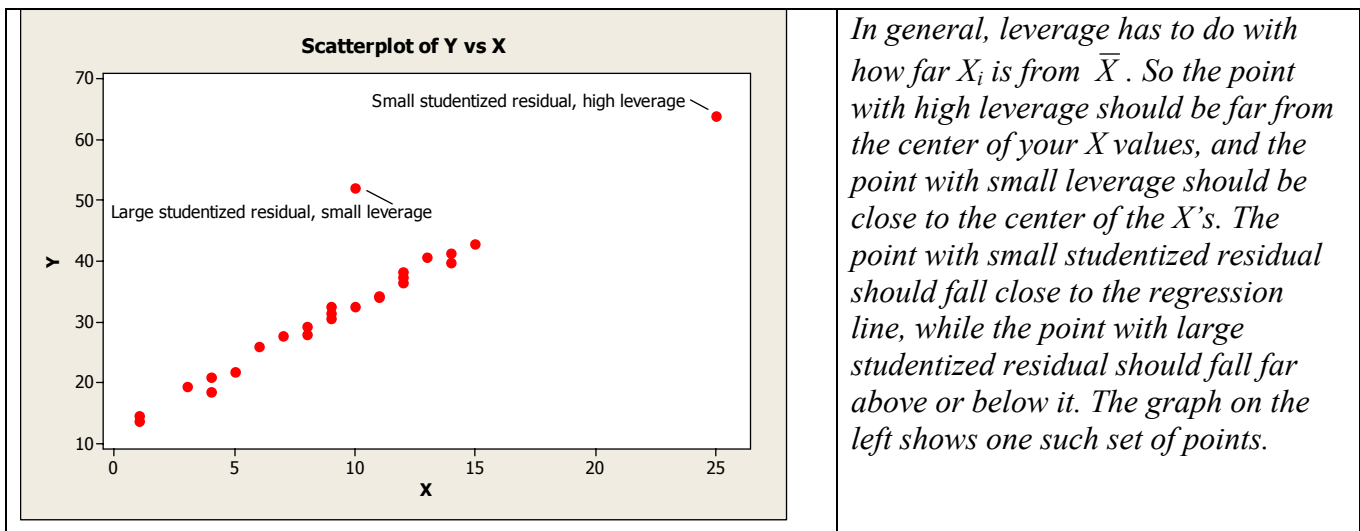 Scatterplot of Y vs X
70
60
50
40
30
20
10
Y
Small studentized residual, high leverage
Large studentized residual, small leverage
0 5 10 15 20 25
X
In general, leverage has to do with
how far Xi is from X̅ . So the point
with high leverage should be far from
the center of your X values, and the
point with small leverage should be
close to the center of the X’s. The
point with small studentized residual
should fall close to the regression
line, while the point with large
studentized residual should fall far
above or below it. The graph on the
left shows one such set of points.